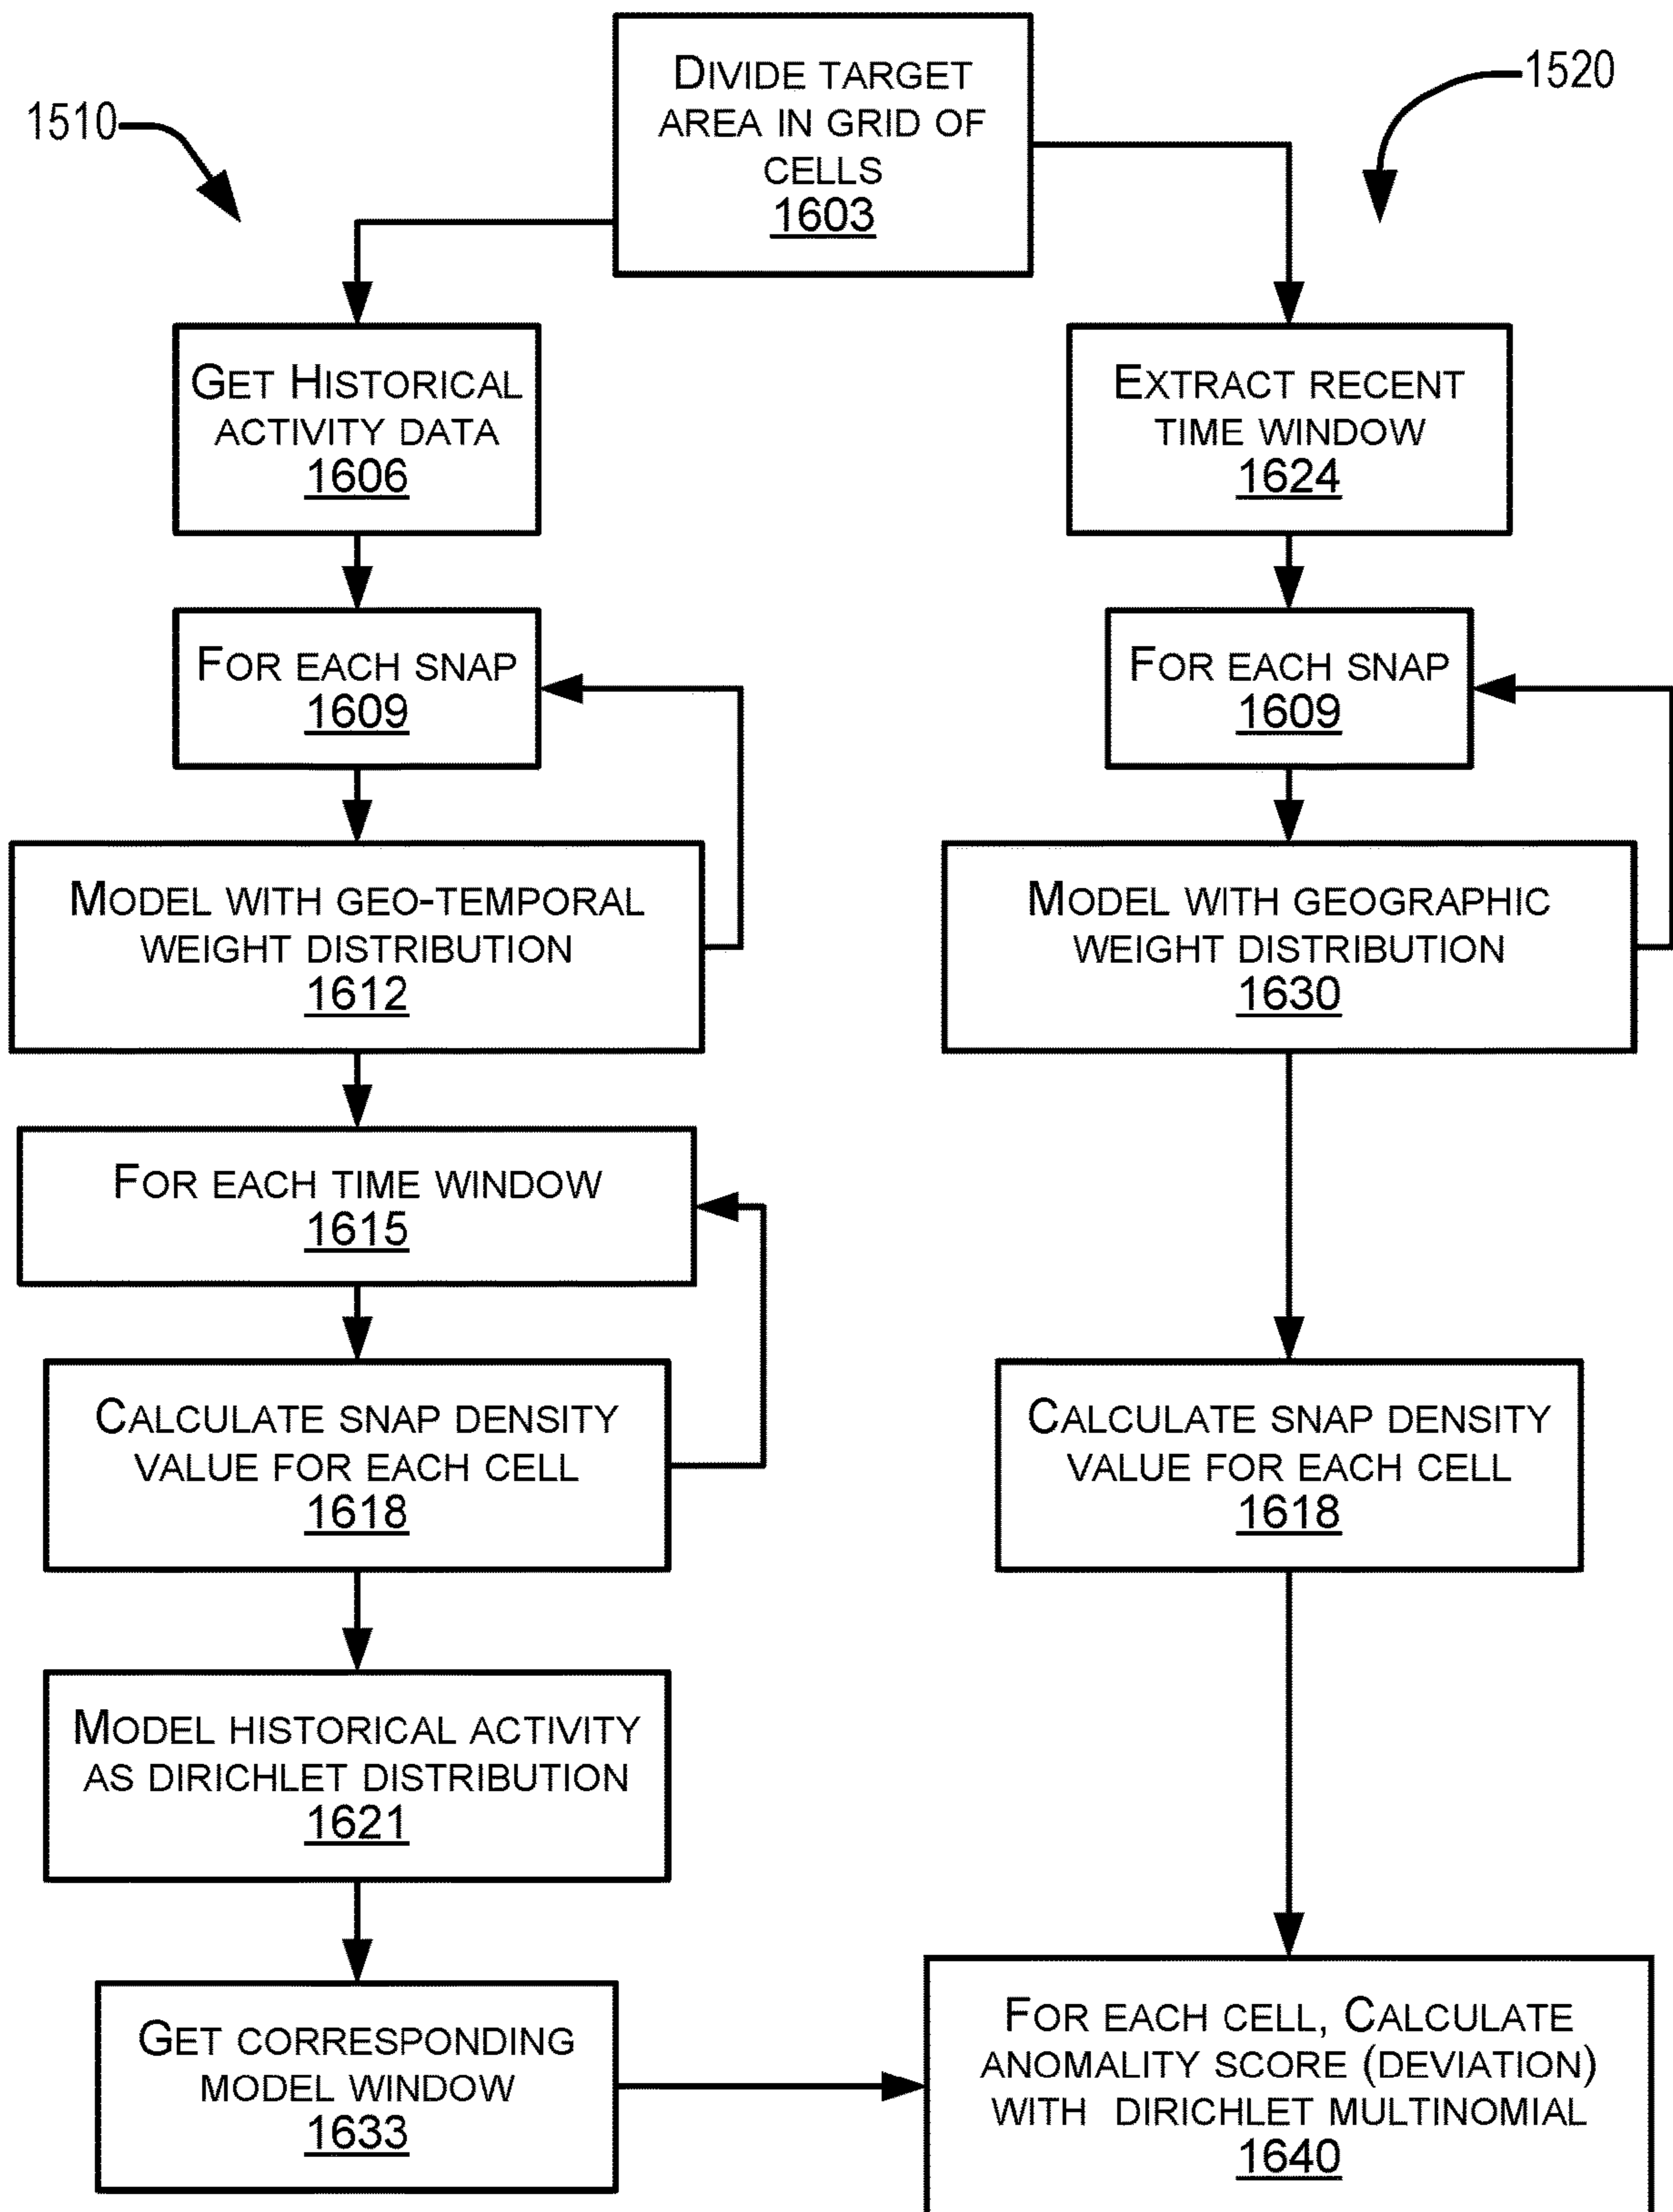 1510
1520
DIVIDE TARGET
AREA IN GRID OF
CELLS
1603
GET HISTORICAL
ACTIVITY DATA
1606
EXTRACT RECENT
TIME WINDOW
1624
FOR EACH SNAP
1609
FOR EACH SNAP
1609
MODEL WITH GEO-TEMPORAL
WEIGHT DISTRIBUTION
1612
MODEL WITH GEOGRAPHIC
WEIGHT DISTRIBUTION
1630
FOR EACH TIME WINDOW
1615
CALCULATE SNAP DENSITY
VALUE FOR EACH CELL
1618
CALCULATE SNAP DENSITY
VALUE FOR EACH CELL
1618
MODEL HISTORICAL ACTIVITY
AS DIRICHLET DISTRIBUTION
1621
GET CORRESPONDING
MODEL WINDOW
1633
FOR EACH CELL, CALCULATE
ANOMALITY SCORE (DEVIATION)
WITH DIRICHLET MULTINOMIAL
1640